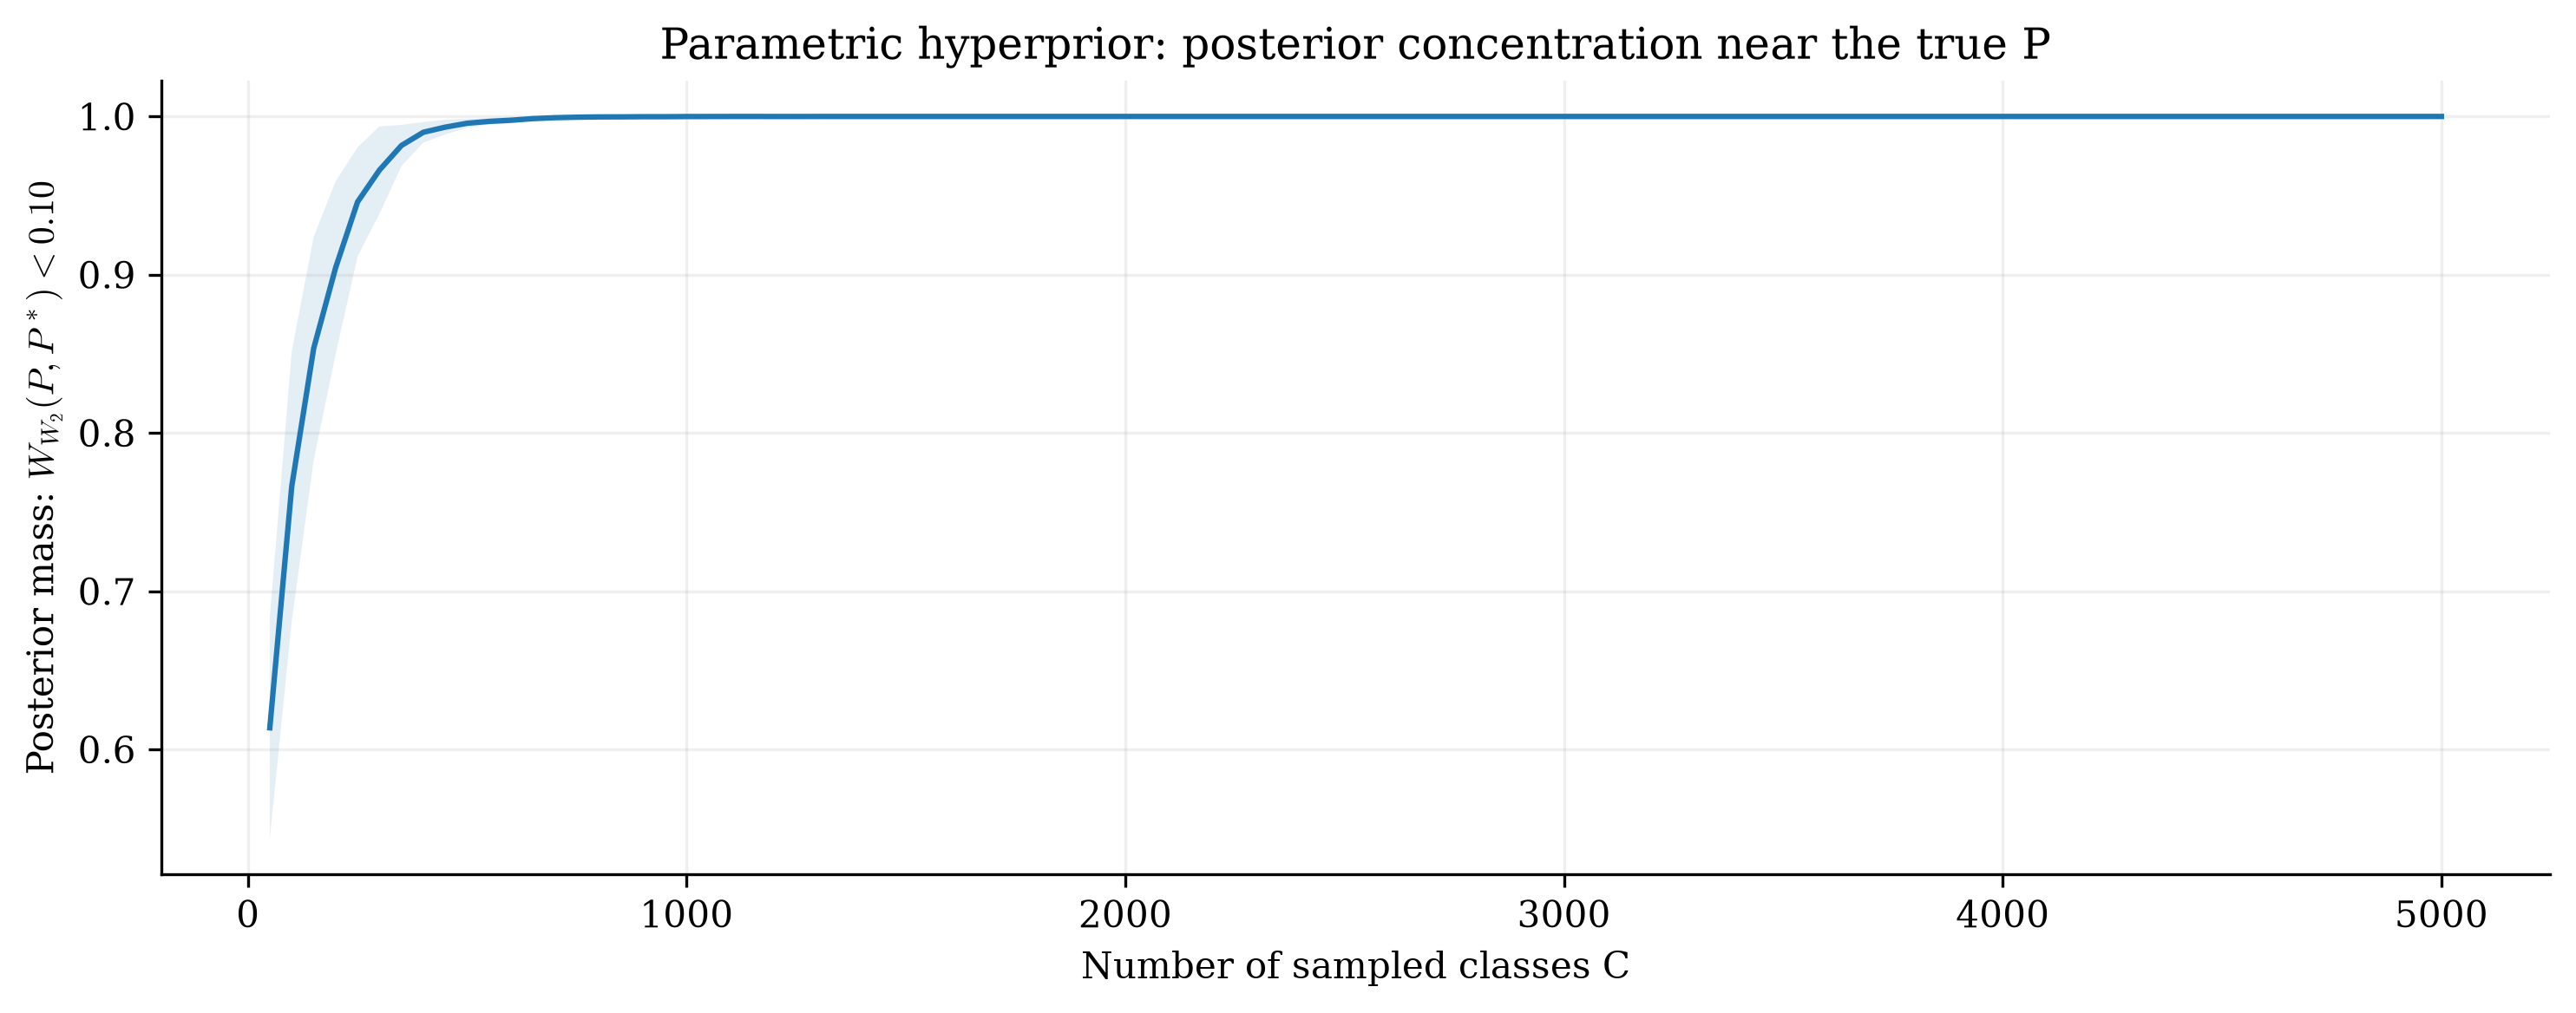 Parametric hyperprior: posterior concentration near the true P
Posterior mass: $W_{W_2}(P, P^*) < 0.10$
1.0
0.9
0.8
0.7
0.6
0 1000 2000 3000 4000 5000
Number of sampled classes C